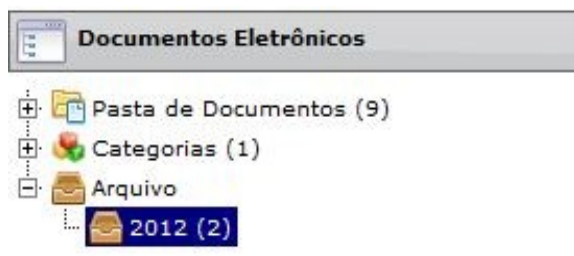 Documentos Eletrônicos
Pasta de Documentos (9)
Categorias (1)
Arquivo
2012 (2)